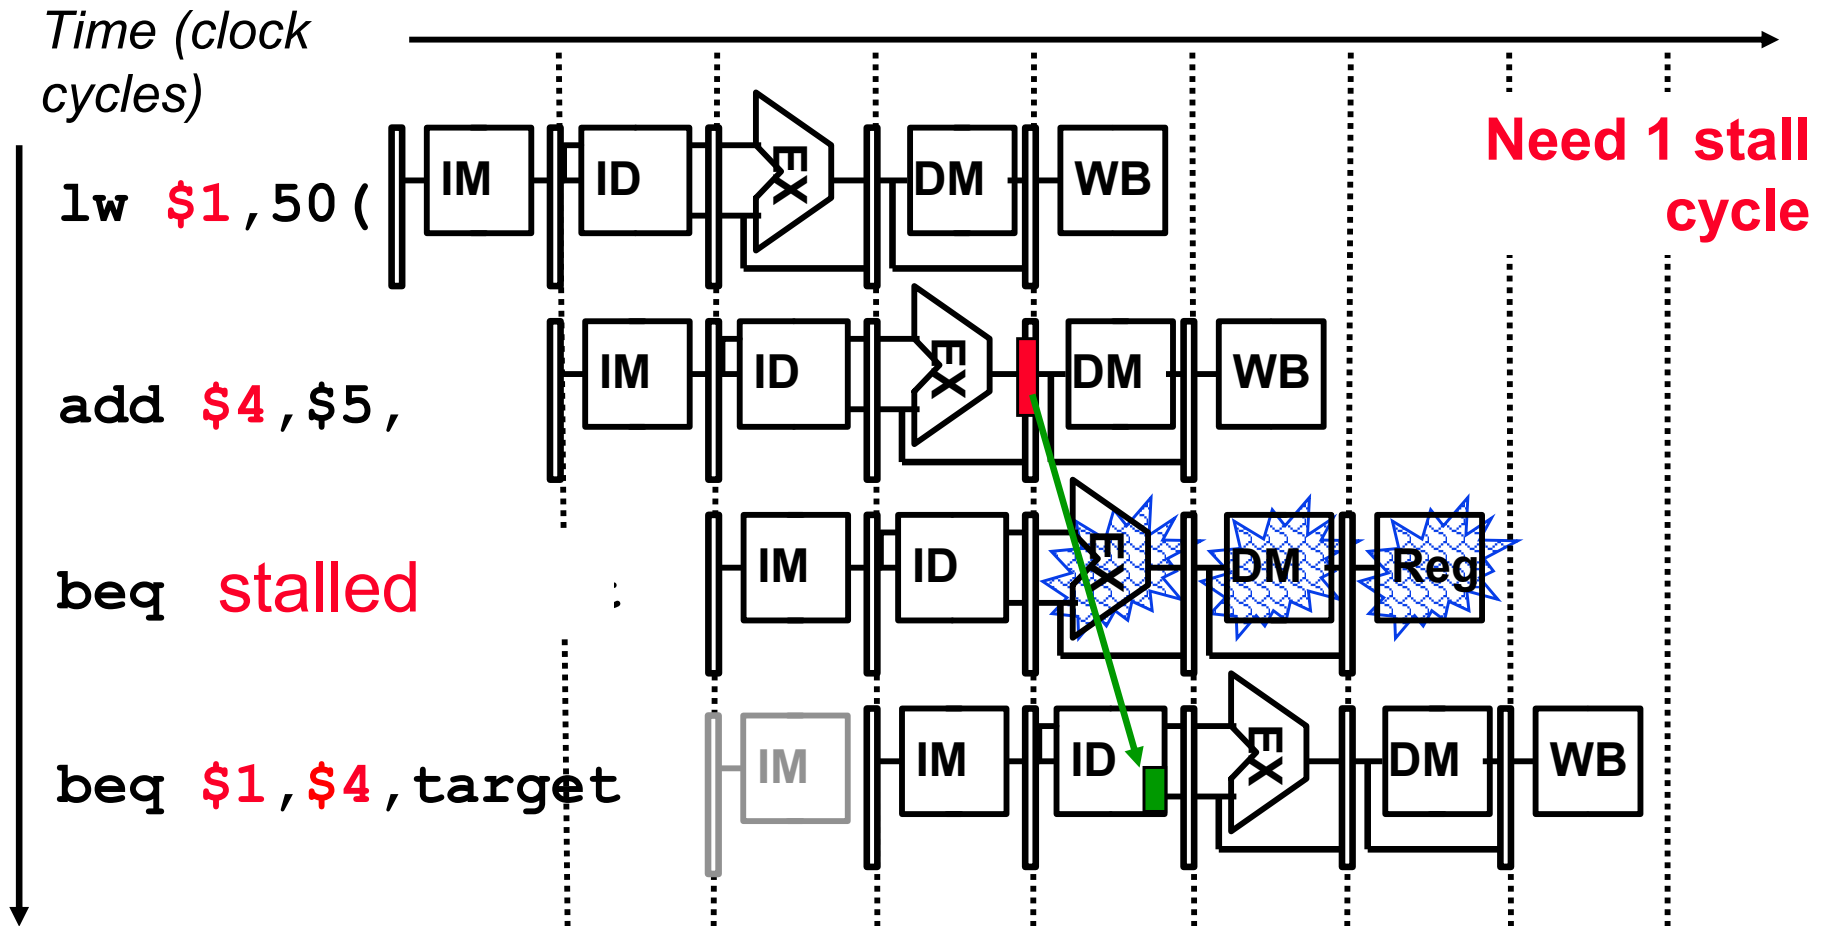 Time (clock
cycles)
Need 1 stall
cycle
lw $1,50(
IM ID EX DM WB
add $4,$5,
IM ID EX DM WB
beq stalled
IM ID EX DM Reg
beq $1,$4,target
IM IM ID EX DM WB